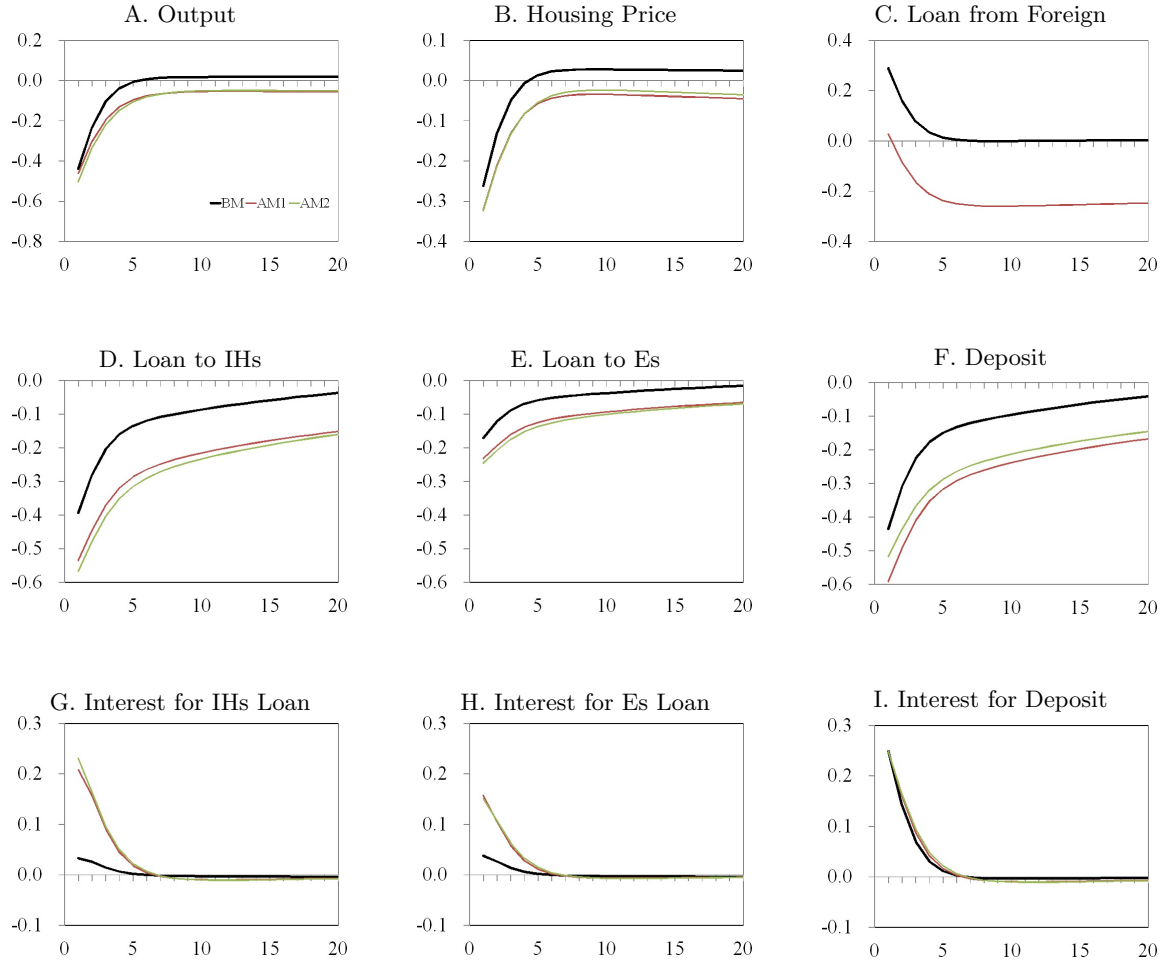 A. Output
B. Housing Price
C. Loan from Foreign
0.2
0.0
-0.2
-0.4
-0.6
-0.8
BM AM1 AM2
0 5 10 15 20
0.1
0.0
-0.1
-0.2
-0.3
-0.4
0 5 10 15 20
0.4
0.2
0.0
-0.2
-0.4
0 5 10 15 20
D. Loan to IHs
E. Loan to Es
F. Deposit
0.0
-0.1
-0.2
-0.3
-0.4
-0.5
-0.6
0 5 10 15 20
0.0
-0.1
-0.2
-0.3
-0.4
-0.5
-0.6
0 5 10 15 20
0.0
-0.1
-0.2
-0.3
-0.4
-0.5
-0.6
0 5 10 15 20
G. Interest for IHs Loan
H. Interest for Es Loan
I. Interest for Deposit
0.3
0.2
0.1
0.0
-0.1
0 5 10 15 20
0.3
0.2
0.1
0.0
-0.1
0 5 10 15 20
0.3
0.2
0.1
0.0
-0.1
0 5 10 15 20